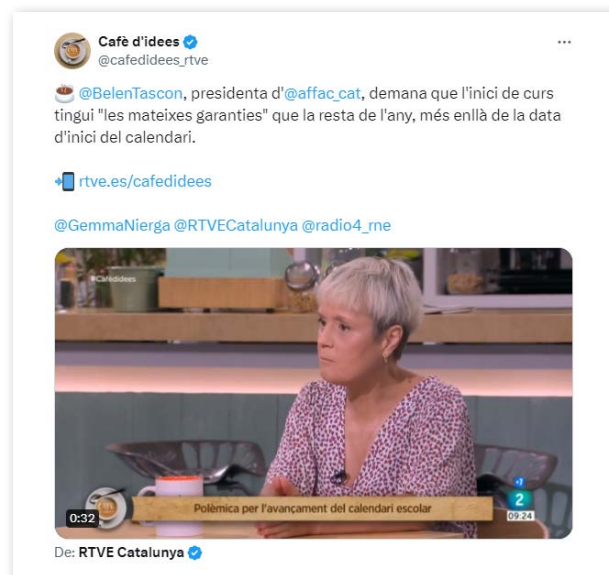 Cafè d'idees
@cafedidees_rtve
@BelenTascon, presidenta d'@affac_cat, demana que l'inici de curs
tingui "les mateixes garanties" que la resta de l'any, més enllà de la data
d'inici del calendari.
rtve.es/cafedidees
@GemmaNierga @RTVECatalunya @radio4_rne
#Cafèdidees
Polèmica per l'avançament del calendari escolar
0:32
2
09:24
De: RTVE Catalunya